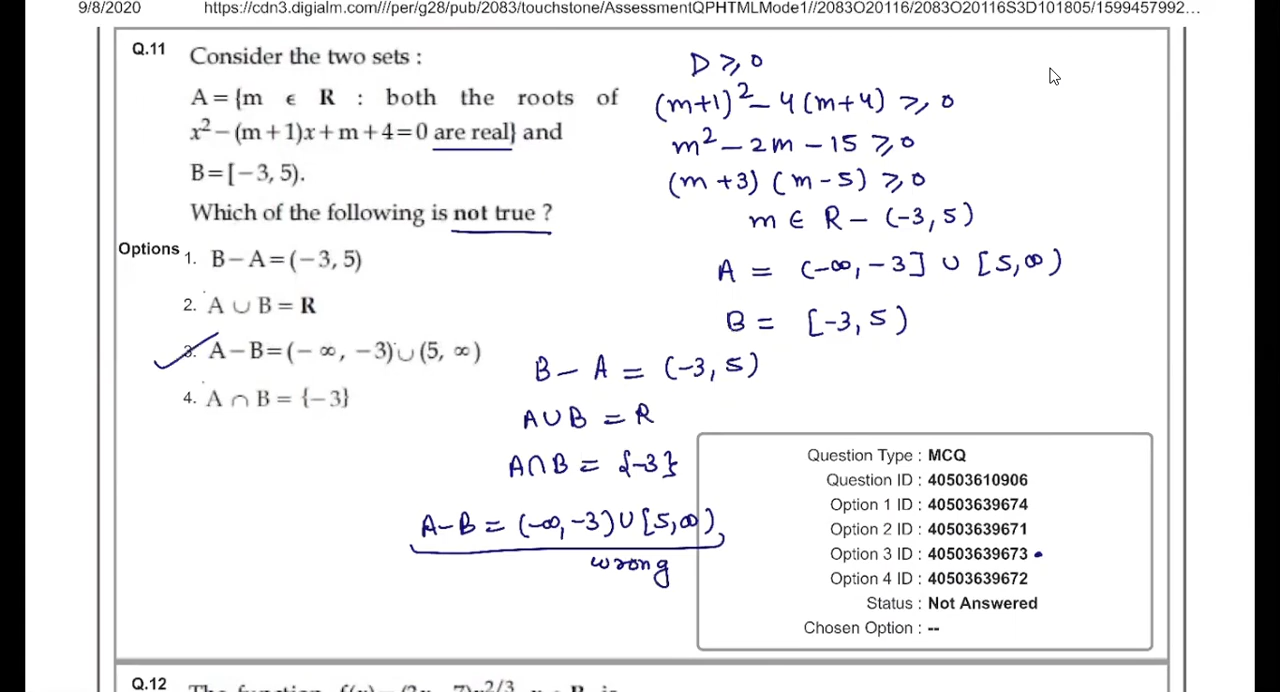 9/8/2020
https://cdn3.digialm.com///per/g28/pub/2083/touchstone/AssessmentQPHTMLMode1//2083O20116/2083O20116S3D101805/1599457992…
Q.11 Consider the two sets :
A = {m ϵ R : both the roots of
x² – (m + 1)x + m + 4 = 0 are real} and
B = [ – 3, 5).
Which of the following is not true ?
Options 1. B – A = (– 3, 5)
2. A ∪ B = R
3. A – B = (– ∞, – 3) ∪ (5, ∞)
4. A ∩ B = {– 3}
D ≥ 0
(m+1)² – 4(m+4) ≥ 0
m² – 2m – 15 ≥ 0
(m+3) (m-5) ≥ 0
m ∈ R – (-3, 5)
A = (-∞, -3] ∪ [5, ∞)
B = [-3, 5)
B – A = (-3, 5)
A∪B = R
A∩B = {-3}
A-B = (-∞, -3) ∪ [5, ∞)
wrong
Question Type : MCQ
Question ID : 40503610906
Option 1 ID : 40503639674
Option 2 ID : 40503639671
Option 3 ID : 40503639673
Option 4 ID : 40503639672
Status : Not Answered
Chosen Option : --
Q.12